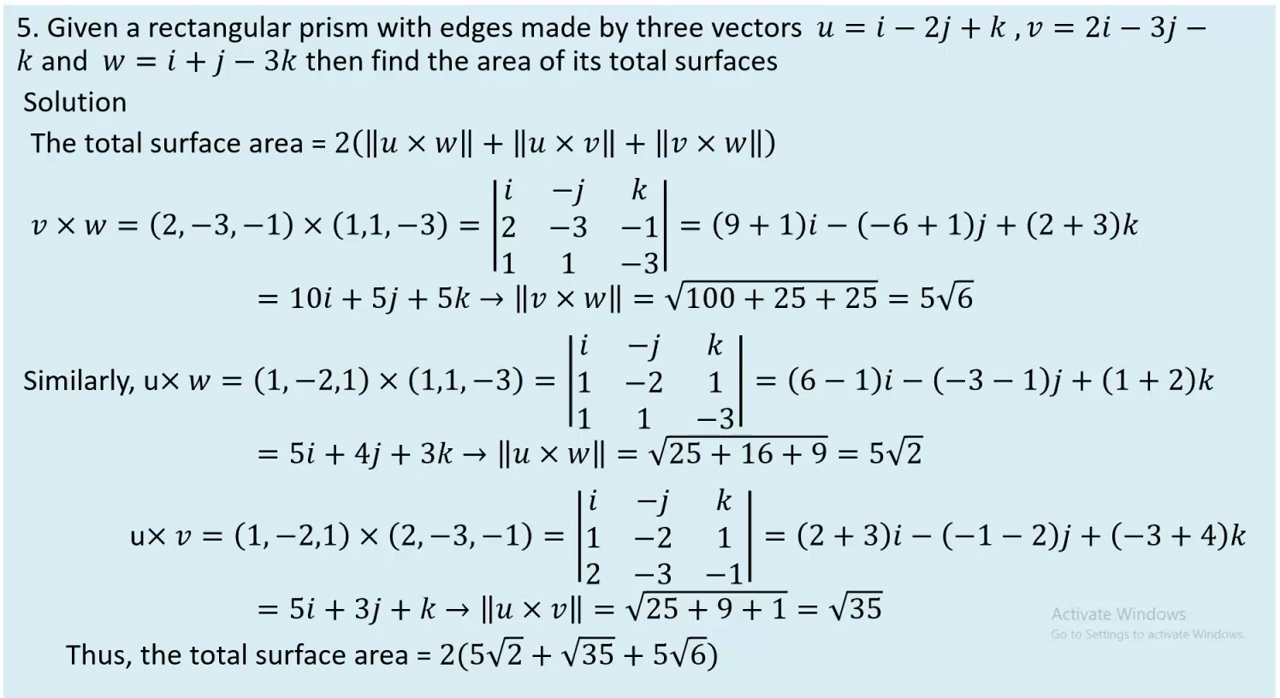 5. Given a rectangular prism with edges made by three vectors u = i − 2j + k , v = 2i − 3j −
k and w = i + j − 3k then find the area of its total surfaces
Solution
The total surface area = 2(‖u × w‖ + ‖u × v‖ + ‖v × w‖)
v × w = (2, −3, −1) × (1,1, −3) = |i −j k; 2 −3 −1; 1 1 −3| = (9 + 1)i − (−6 + 1)j + (2 + 3)k
= 10i + 5j + 5k → ‖v × w‖ = √(100 + 25 + 25) = 5√6
Similarly, u× w = (1, −2,1) × (1,1, −3) = |i −j k; 1 −2 1; 1 1 −3| = (6 − 1)i − (−3 − 1)j + (1 + 2)k
= 5i + 4j + 3k → ‖u × w‖ = √(25 + 16 + 9) = 5√2
u× v = (1, −2,1) × (2, −3, −1) = |i −j k; 1 −2 1; 2 −3 −1| = (2 + 3)i − (−1 − 2)j + (−3 + 4)k
= 5i + 3j + k → ‖u × v‖ = √(25 + 9 + 1) = √35
Thus, the total surface area = 2(5√2 + √35 + 5√6)
Activate Windows
Go to Settings to activate Windows.